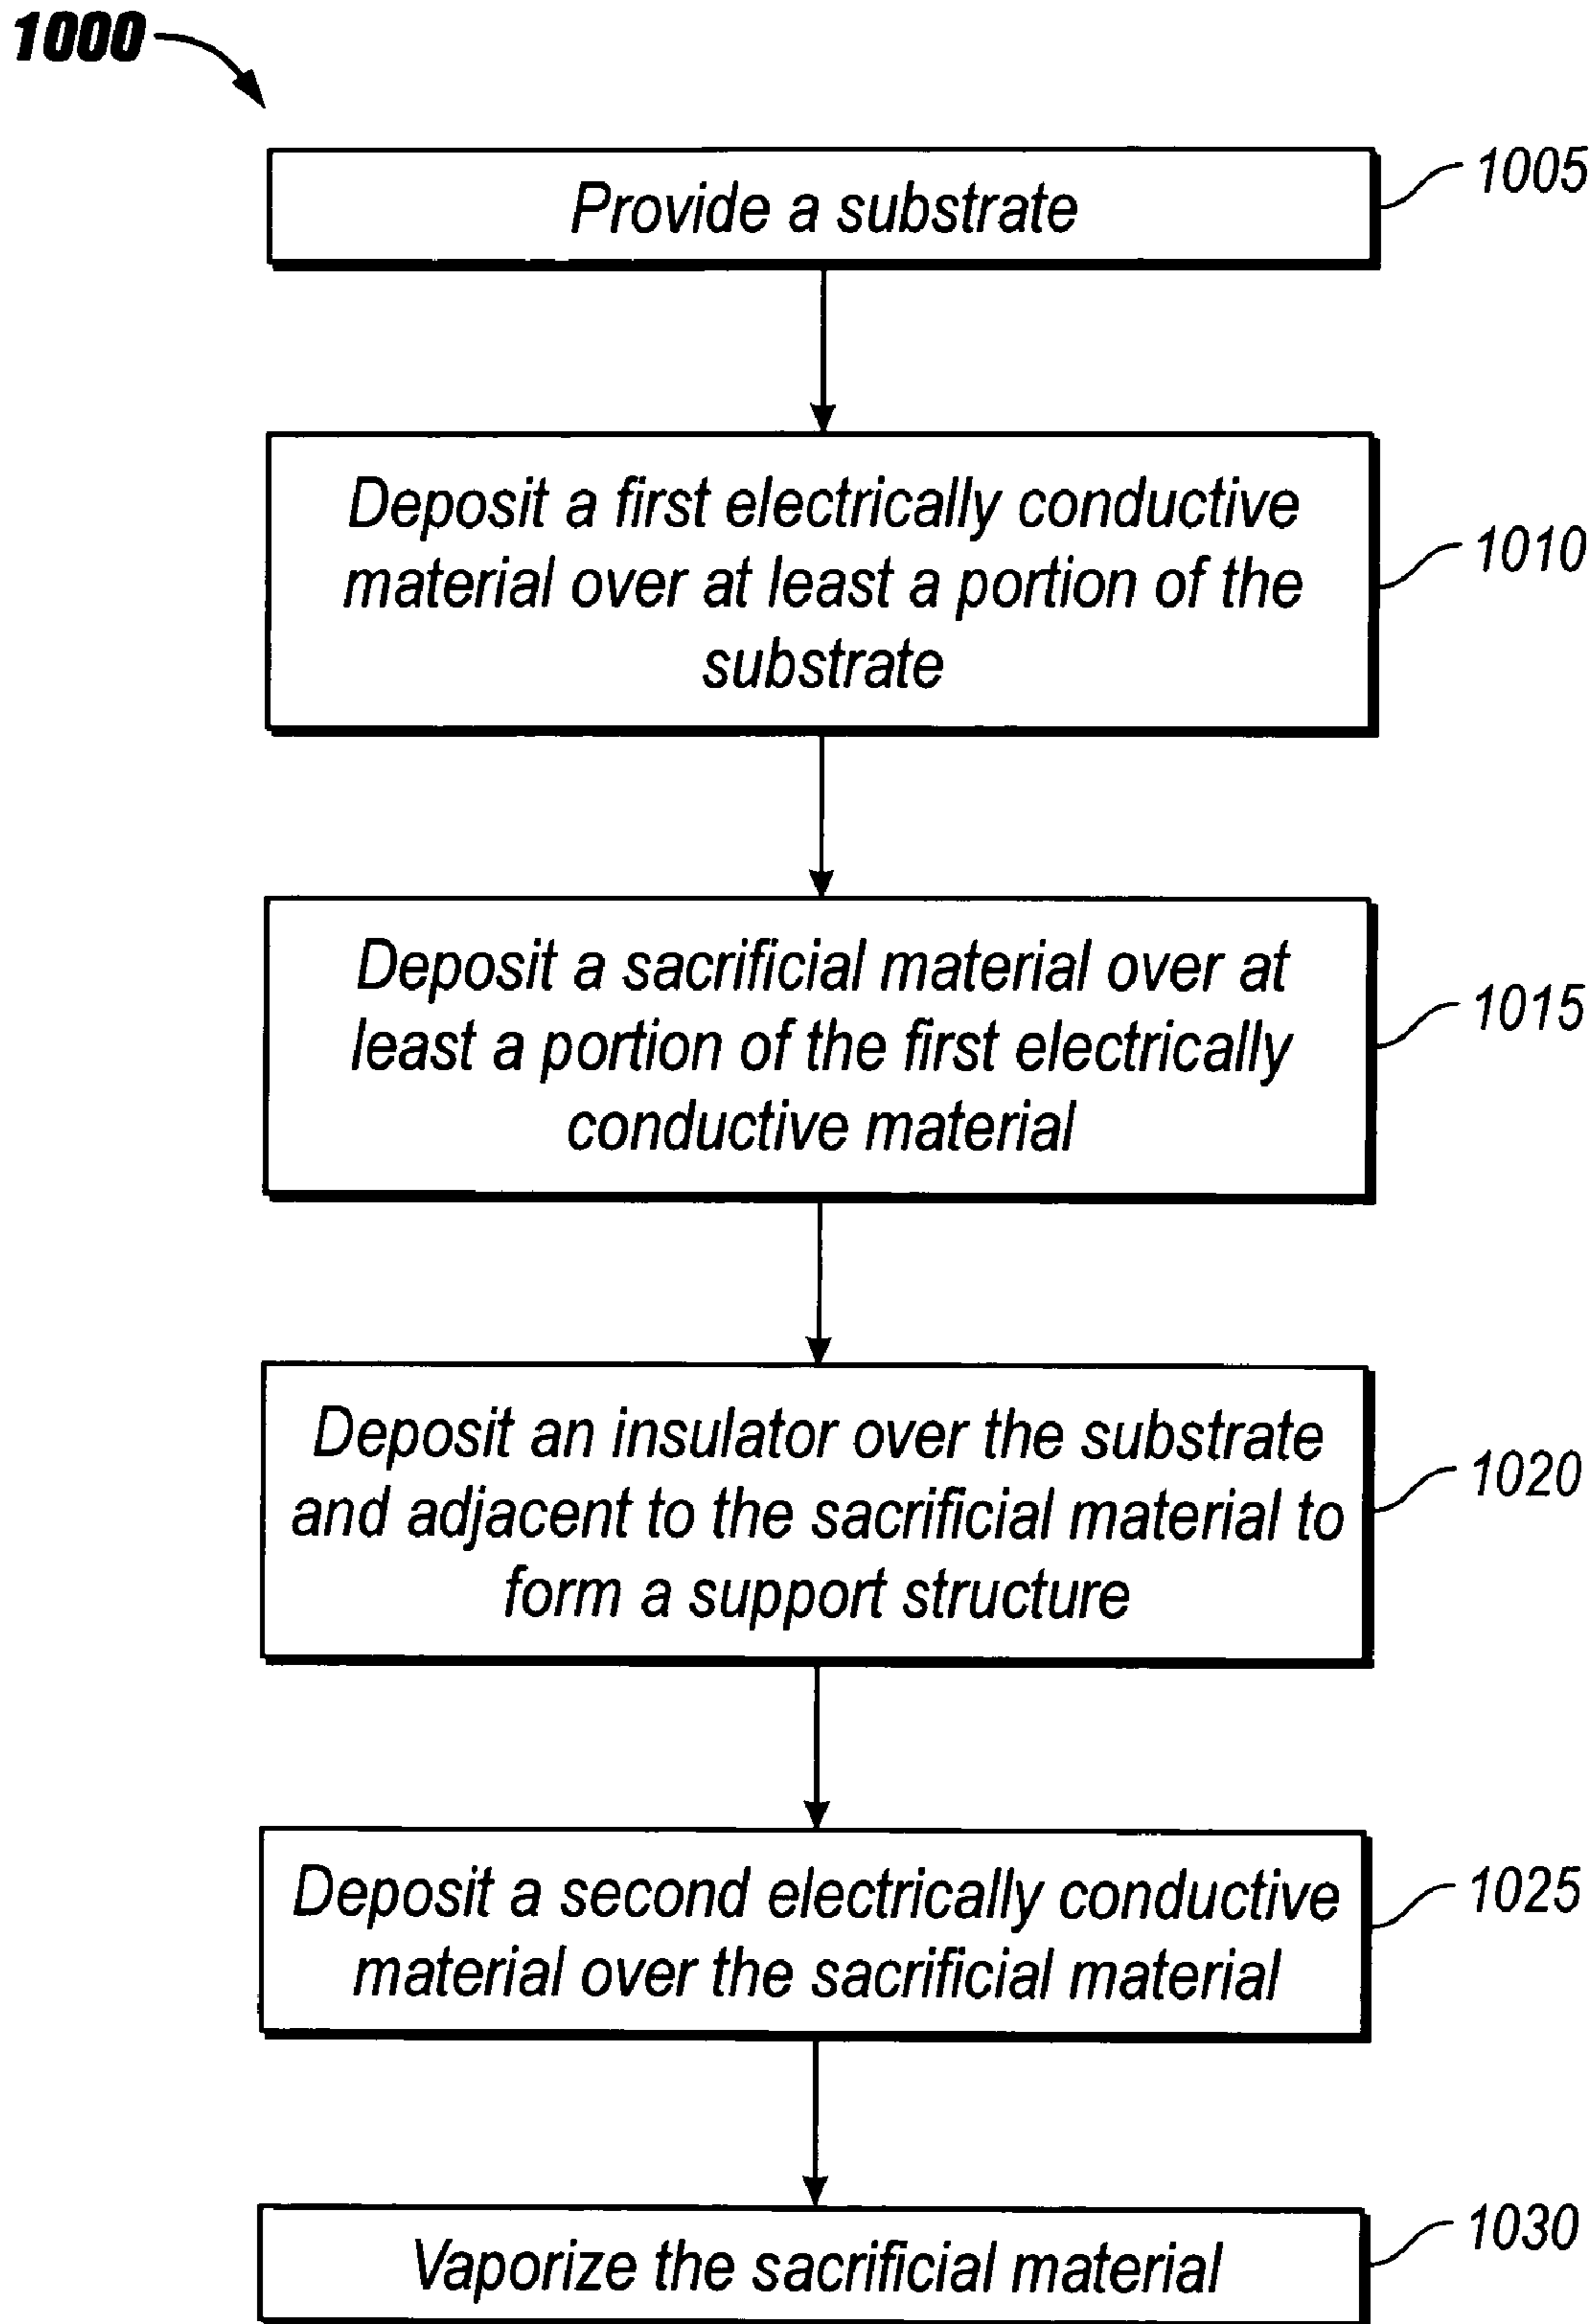 1000
Provide a substrate
1005
Deposit a first electrically conductive
material over at least a portion of the
substrate
1010
Deposit a sacrificial material over at
least a portion of the first electrically
conductive material
1015
Deposit an insulator over the substrate
and adjacent to the sacrificial material to
form a support structure
1020
Deposit a second electrically conductive
material over the sacrificial material
1025
Vaporize the sacrificial material
1030